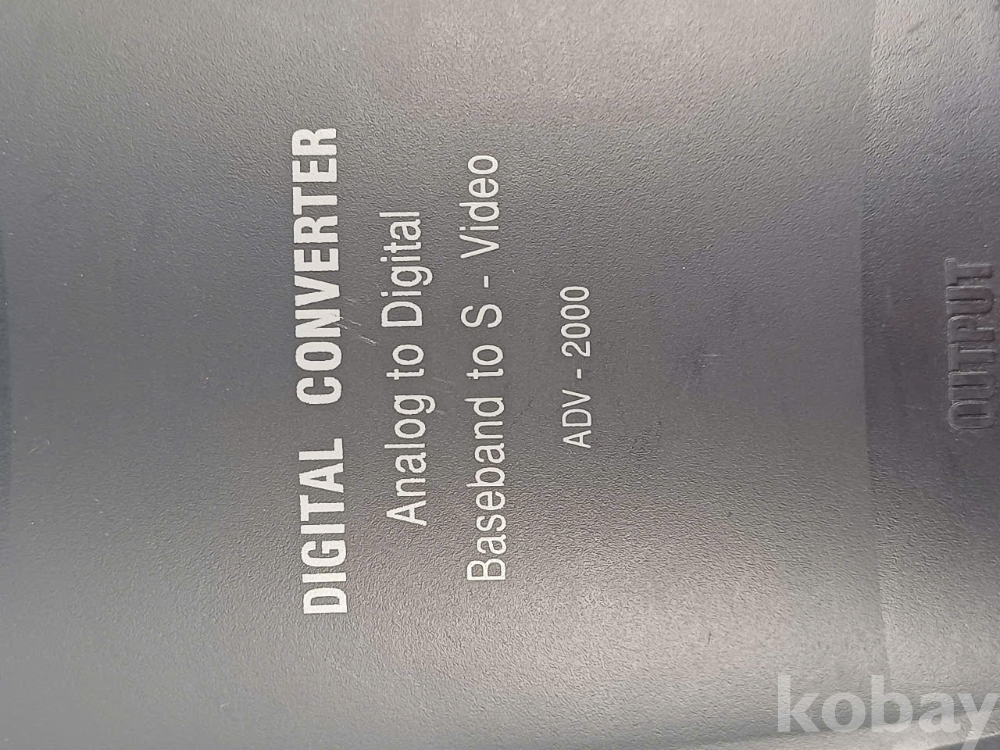 DIGITAL CONVERTER
Analog to Digital
Baseband to S - Video
ADV - 2000
OUTPUT
kobay